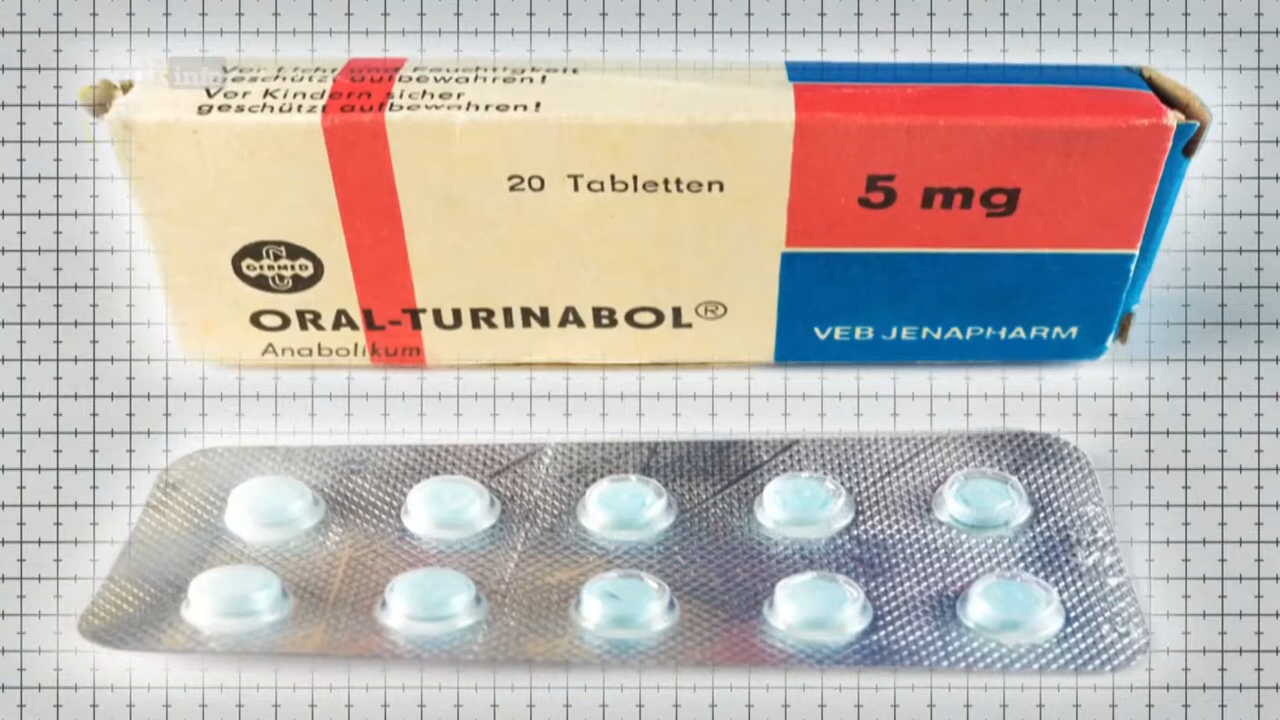 info
Vor Licht und Feuchtigkeit
geschützt aufbewahren!
Vor Kindern sicher
geschützt aufbewahren!
20 Tabletten
5 mg
GERMED
ORAL-TURINABOL®
Anabolikum
VEB JENAPHARM